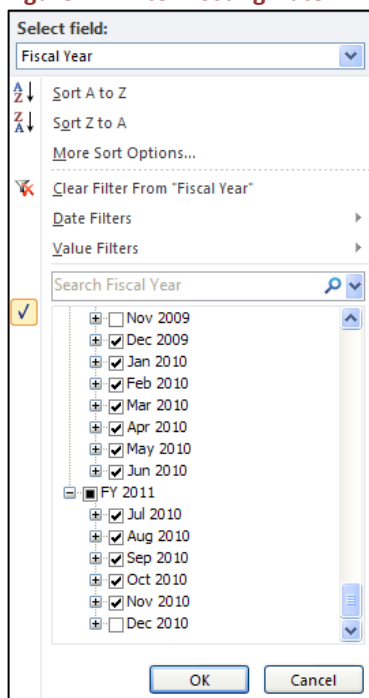 Select field:
Fiscal Year
Sort A to Z
Sort Z to A
More Sort Options...
Clear Filter From "Fiscal Year"
Date Filters
Value Filters
Search Fiscal Year
Nov 2009
Dec 2009
Jan 2010
Feb 2010
Mar 2010
Apr 2010
May 2010
Jun 2010
FY 2011
Jul 2010
Aug 2010
Sep 2010
Oct 2010
Nov 2010
Dec 2010
OK Cancel